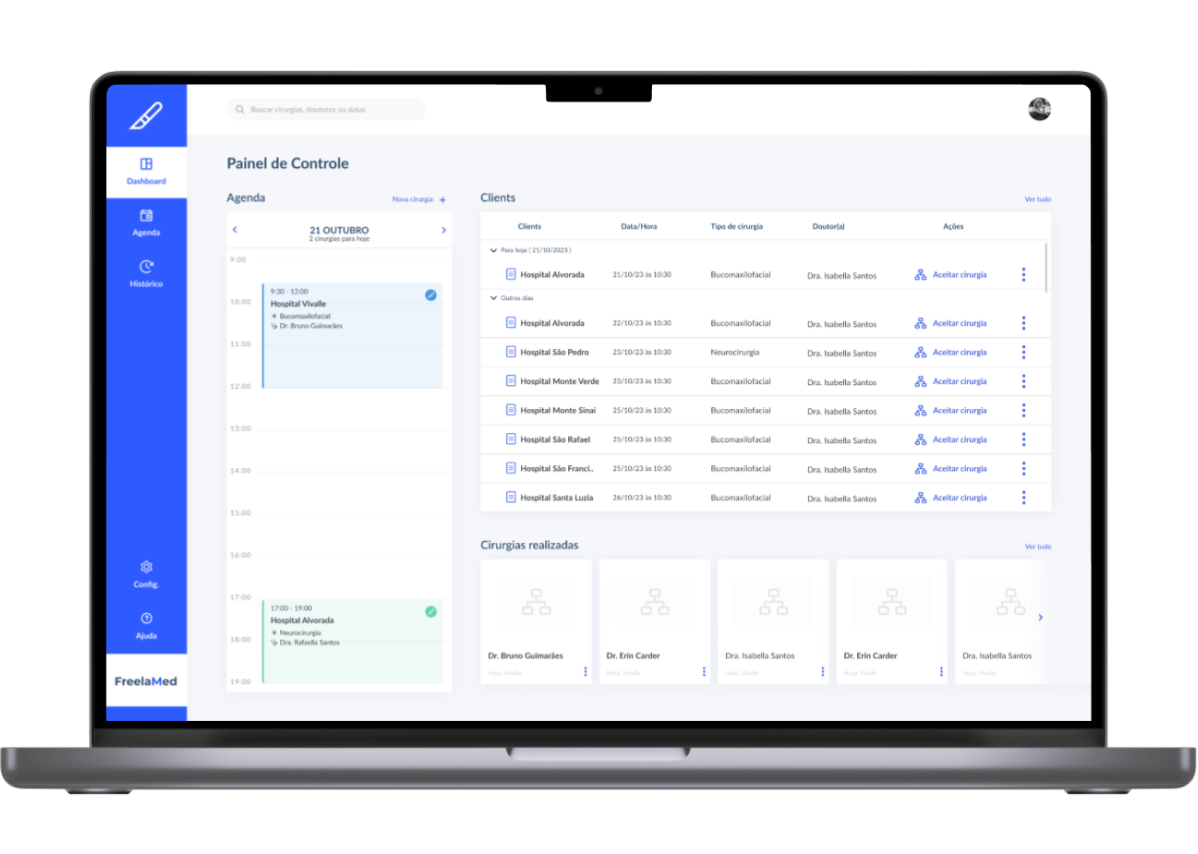 Buscar cirurgias, doutores ou datas
Dashboard
Agenda
Histórico
Config.
Ajuda
FreelaMed
Painel de Controle
Agenda
Nova cirurgia +
21 OUTUBRO
2 cirurgias para hoje
9:00
9:30 - 12:00
10:00
Hospital Vivalle
Bucomaxilofacial
Dr. Bruno Guimarães
11:00
12:00
13:00
14:00
15:00
16:00
17:00
17:00 - 19:00
Hospital Alvorada
Neurocirurgia
18:00
Dra. Rafaella Santos
19:00
Clients
Ver tudo
Clients Data/Hora Tipo de cirurgia Doutor(a) Ações
Para hoje ( 21/10/2023 )
Hospital Alvorada 21/10/23 às 10:30 Bucomaxilofacial Dra. Isabella Santos Aceitar cirurgia
Outros dias
Hospital Alvorada 22/10/23 às 10:30 Bucomaxilofacial Dra. Isabella Santos Aceitar cirurgia
Hospital São Pedro 23/10/23 às 10:30 Neurocirurgia Dra. Isabella Santos Aceitar cirurgia
Hospital Monte Verde 23/10/23 às 10:30 Bucomaxilofacial Dra. Isabella Santos Aceitar cirurgia
Hospital Monte Sinai 25/10/23 às 10:30 Bucomaxilofacial Dra. Isabella Santos Aceitar cirurgia
Hospital São Rafael 25/10/23 às 10:30 Bucomaxilofacial Dra. Isabella Santos Aceitar cirurgia
Hospital São Franci.. 25/10/23 às 10:30 Bucomaxilofacial Dra. Isabella Santos Aceitar cirurgia
Hospital Santa Luzia 26/10/23 às 10:30 Bucomaxilofacial Dra. Isabella Santos Aceitar cirurgia
Cirurgias realizadas
Ver tudo
Dr. Bruno Guimarães
Hosp. Vivalle
Dr. Erin Carder
Hosp. Vivalle
Dra. Isabella Santos
Hosp. Vivalle
Dr. Erin Carder
Hosp. Vivalle
Dra. Isabella Santos
Hosp. Vivalle